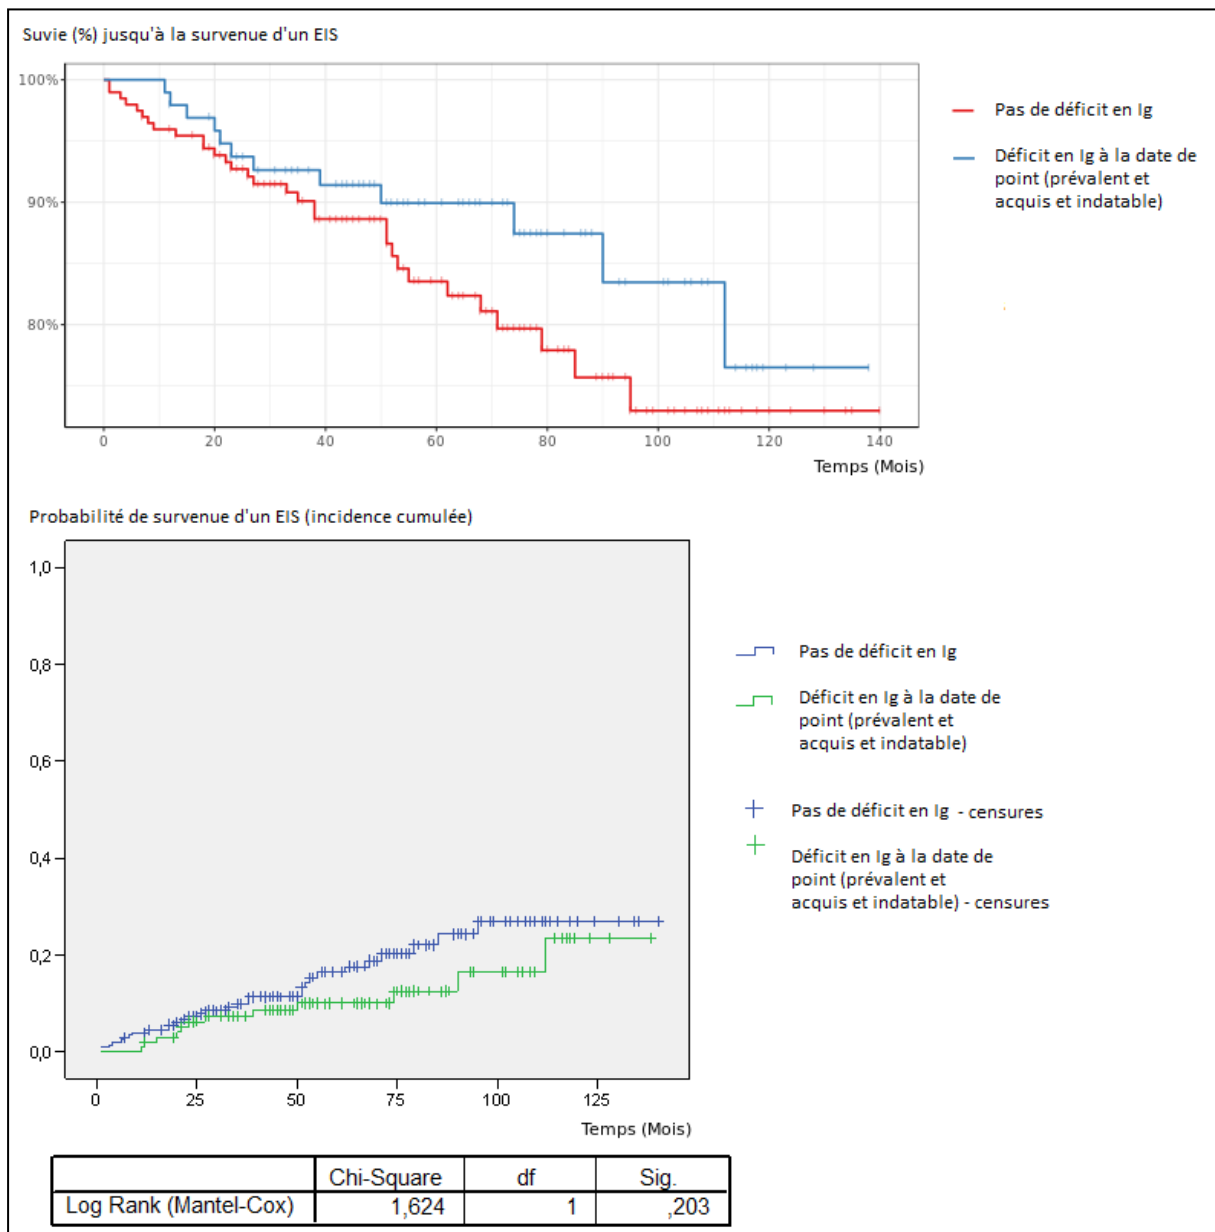 Suvie (%) jusqu'à la survenue d'un EIS
100%
90%
80%
0 20 40 60 80 100 120 140
Temps (Mois)
Pas de déficit en Ig
Déficit en Ig à la date de
point (prévalent et
acquis et indatable)
Probabilité de survenue d'un EIS (incidence cumulée)
1,0
0,8
0,6
0,4
0,2
0,0
0 25 50 75 100 125
Temps (Mois)
Pas de déficit en Ig
Déficit en Ig à la date de
point (prévalent et
acquis et indatable)
Pas de déficit en Ig - censures
Déficit en Ig à la date de
point (prévalent et
acquis et indatable) - censures
Chi-Square df Sig.
Log Rank (Mantel-Cox) 1,624 1 ,203